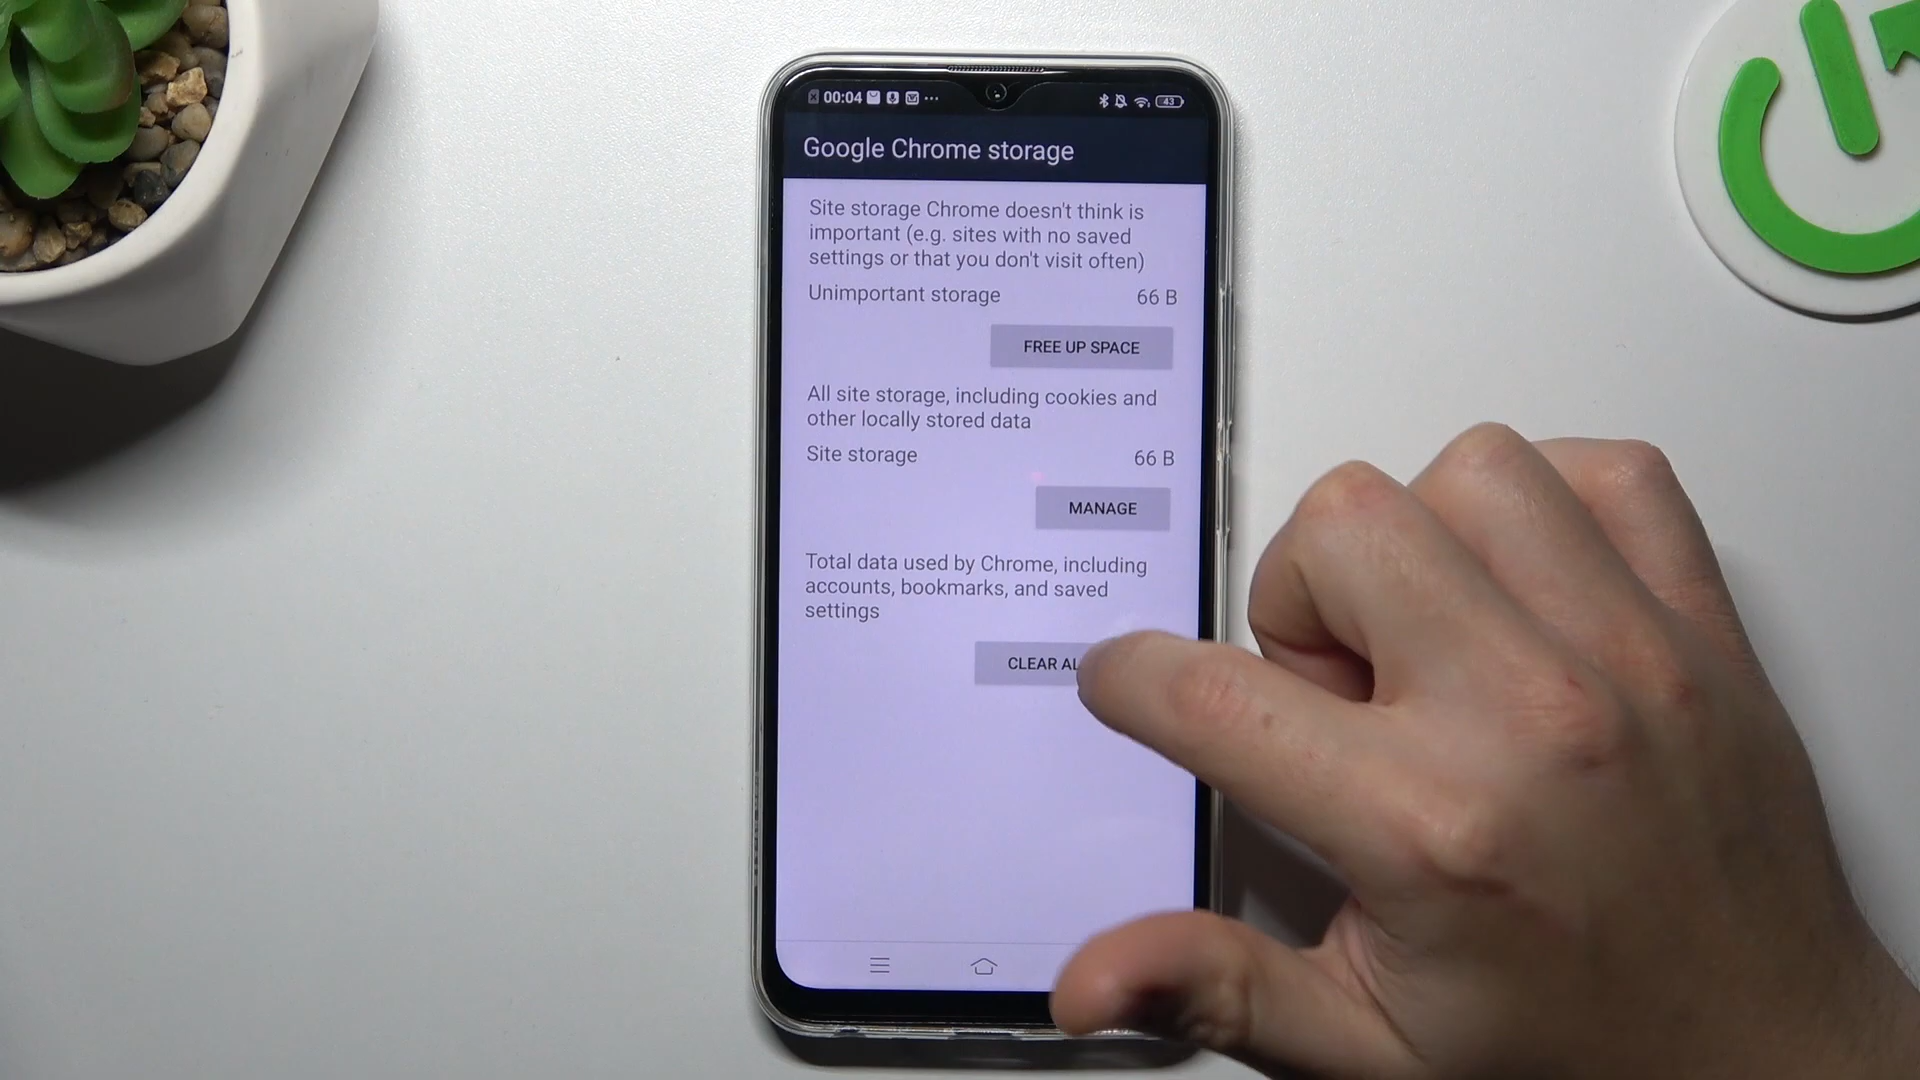 00:04
43
Google Chrome storage
Site storage Chrome doesn't think is
important (e.g. sites with no saved
settings or that you don't visit often)
Unimportant storage 66 B
FREE UP SPACE
All site storage, including cookies and
other locally stored data
Site storage 66 B
MANAGE
Total data used by Chrome, including
accounts, bookmarks, and saved
settings
CLEAR AL